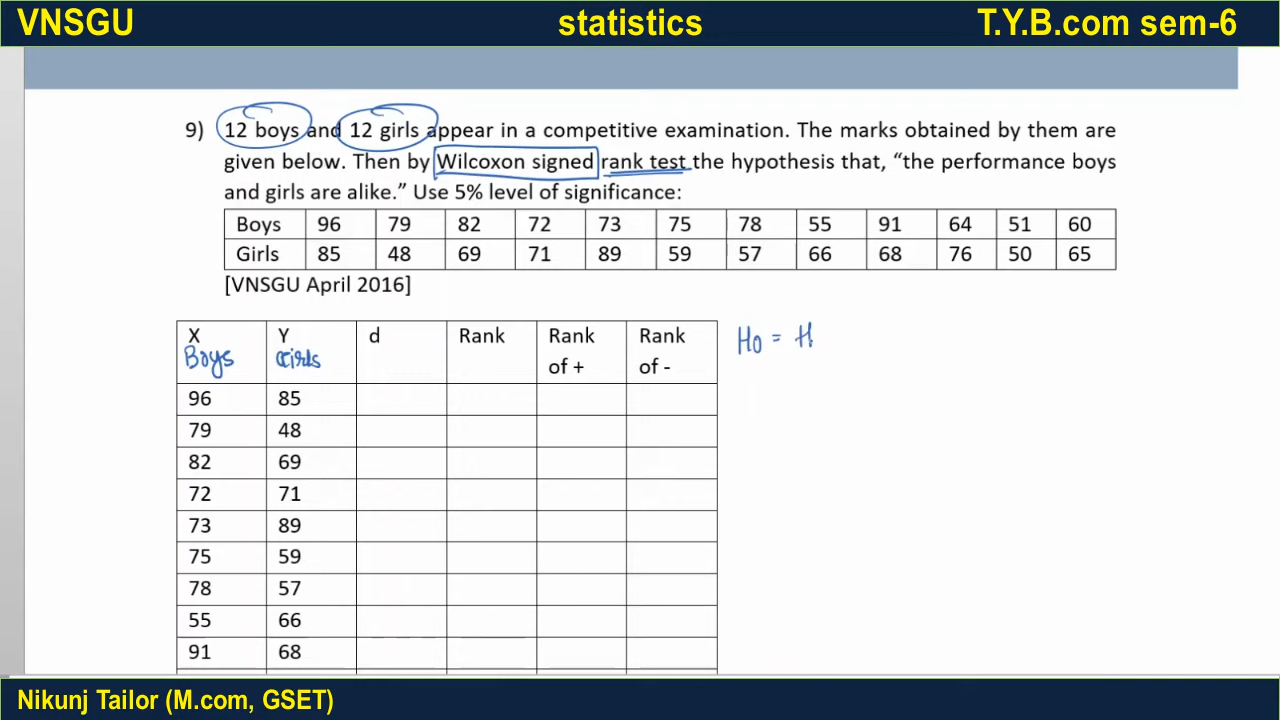 VNSGU statistics T.Y.B.com sem-6
9) 12 boys and 12 girls appear in a competitive examination. The marks obtained by them are
given below. Then by Wilcoxon signed rank test the hypothesis that, “the performance boys
and girls are alike.” Use 5% level of significance:
Boys 96 79 82 72 73 75 78 55 91 64 51 60
Girls 85 48 69 71 89 59 57 66 68 76 50 65
[VNSGU April 2016]
X Y d Rank Rank Rank
Boys Girls of + of -
H0 = H
96 85
79 48
82 69
72 71
73 89
75 59
78 57
55 66
91 68
Nikunj Tailor (M.com, GSET)